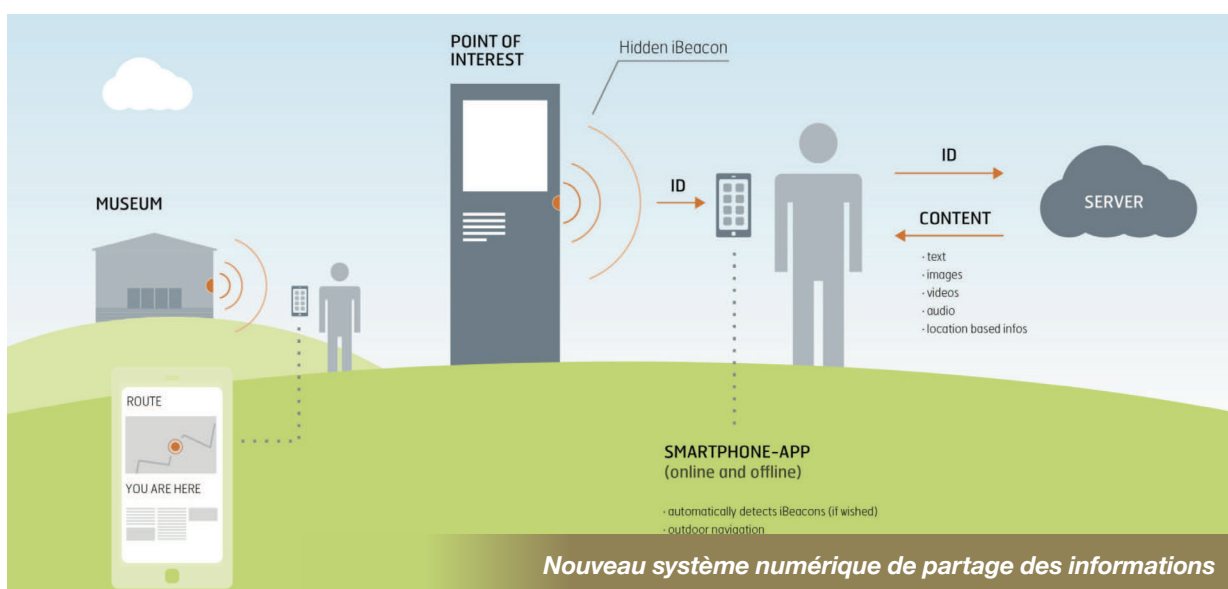 POINT OF
INTEREST
Hidden iBeacon
MUSEUM
ID
ID
SERVER
CONTENT
· text
· images
· videos
· audio
· location based infos
ROUTE
YOU ARE HERE
SMARTPHONE-APP
(online and offline)
· automatically detects iBeacons (if wished)
· outdoor navigation
Nouveau système numérique de partage des informations